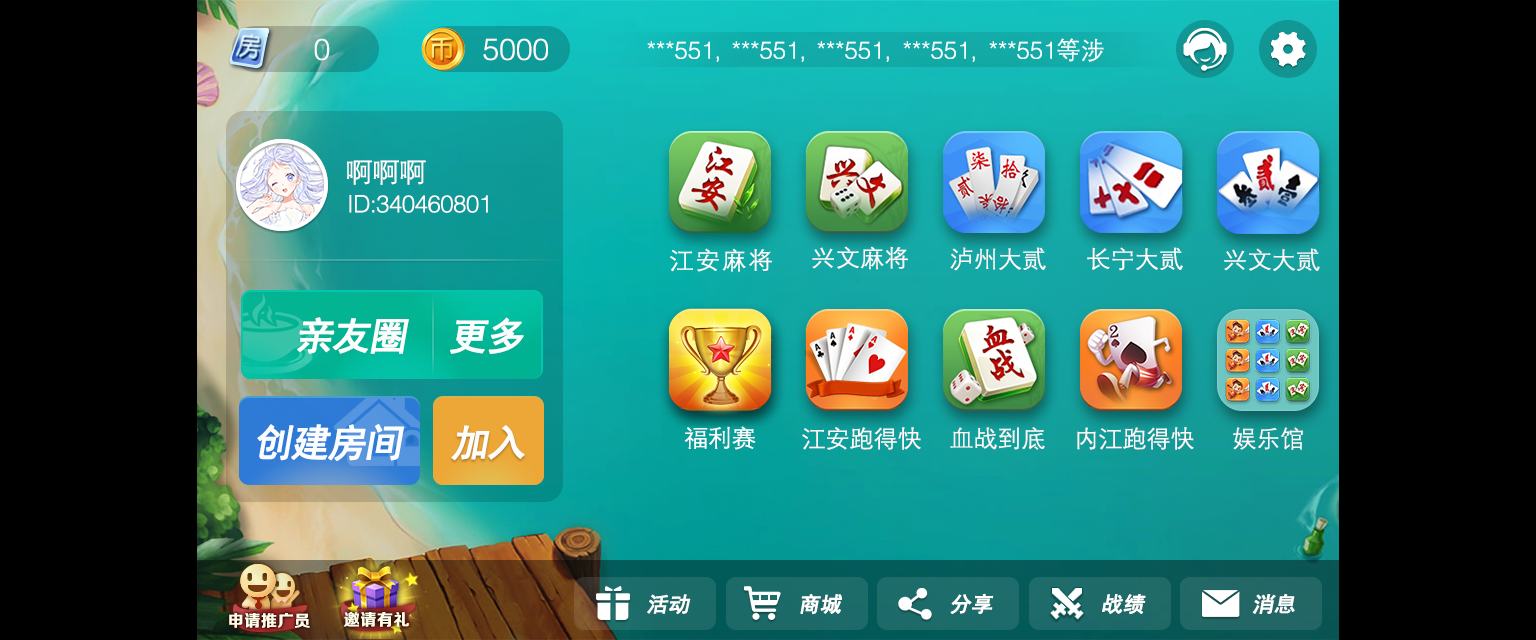 房 0
币 5000
***551, ***551, ***551, ***551, ***551等涉
啊啊啊
ID:340460801
亲友圈 更多
创建房间 加入
江安
兴文
柒 拾 贰
贰
江安麻将 兴文麻将 泸州大贰 长宁大贰 兴文大贰
A A A A
血战
2
福利赛 江安跑得快 血战到底 内江跑得快 娱乐馆
申请推广员 邀请有礼
活动 商城 分享 战绩 消息